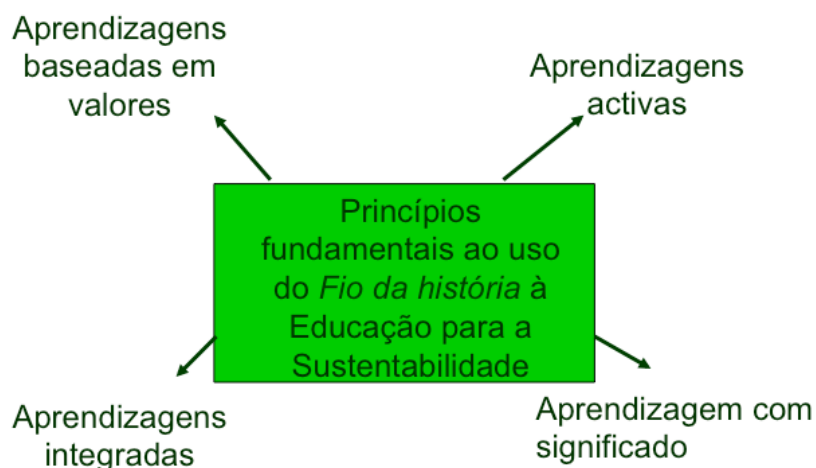 Aprendizagens
baseadas em
valores
Aprendizagens
activas
Princípios
fundamentais ao uso
do Fio da história à
Educação para a
Sustentabilidade
Aprendizagens
integradas
Aprendizagem com
significado